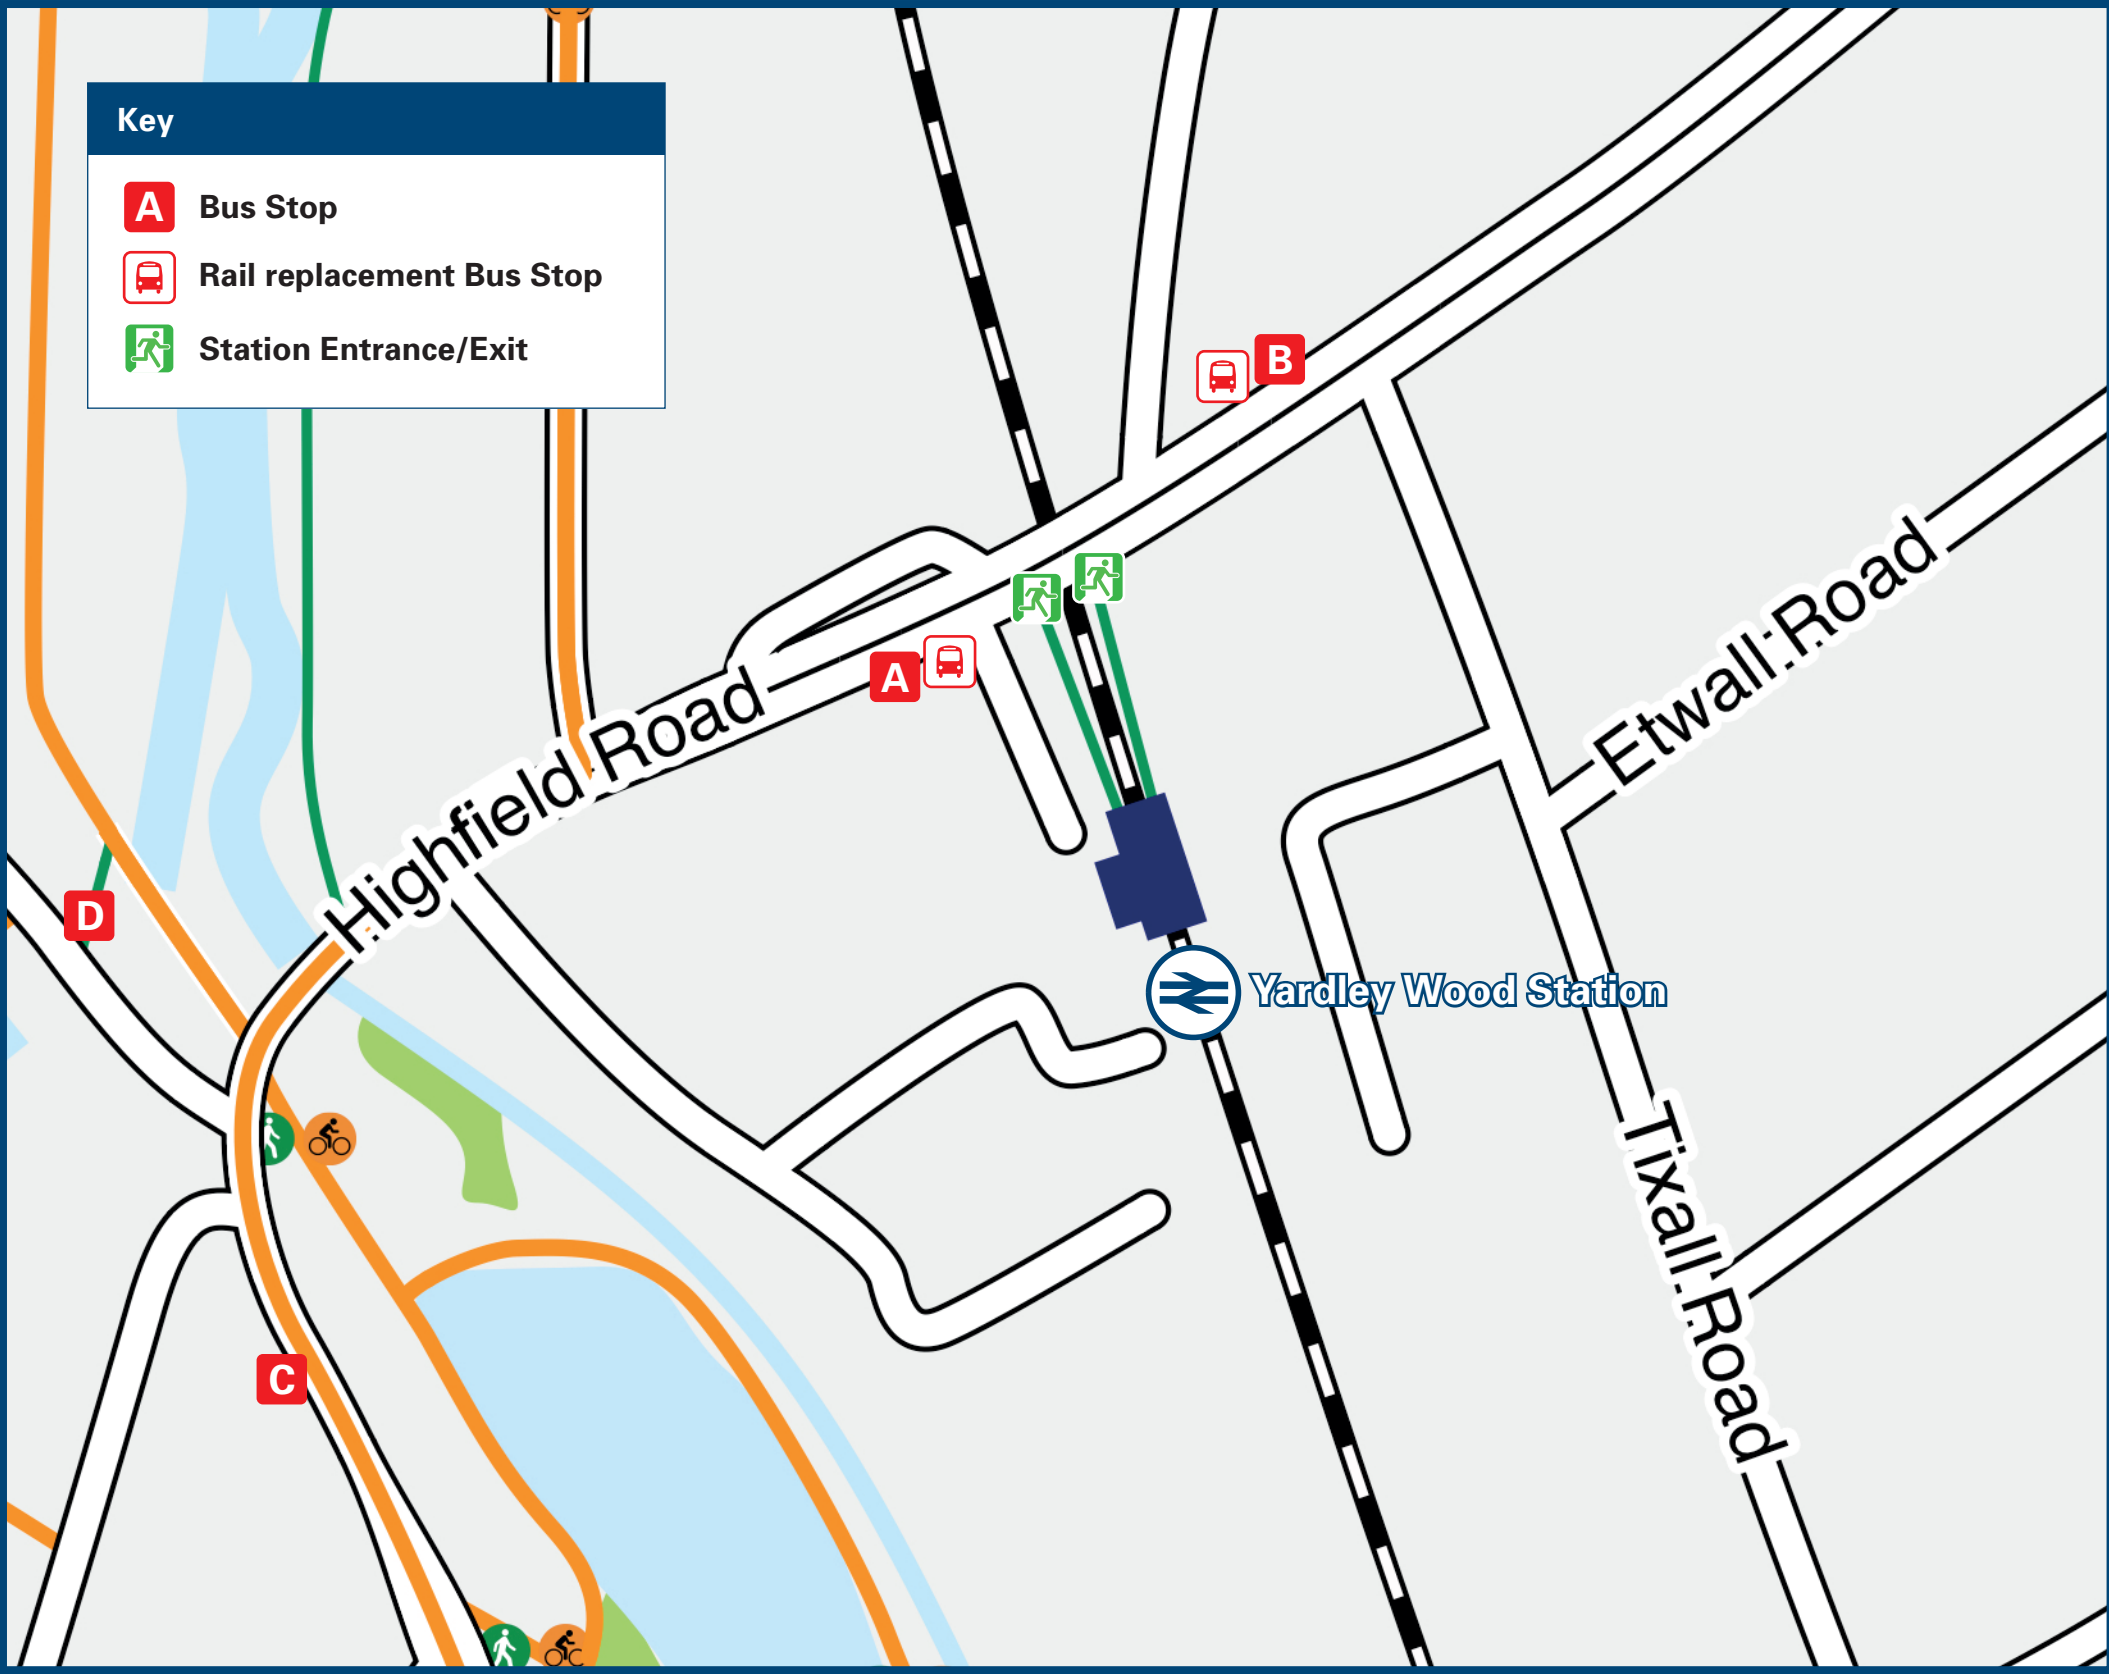 Key
A Bus Stop
Rail replacement Bus Stop
Station Entrance/Exit
B
A
Highfield Road
Etwall Road
D
Yardley Wood Station
Tixall Road
C